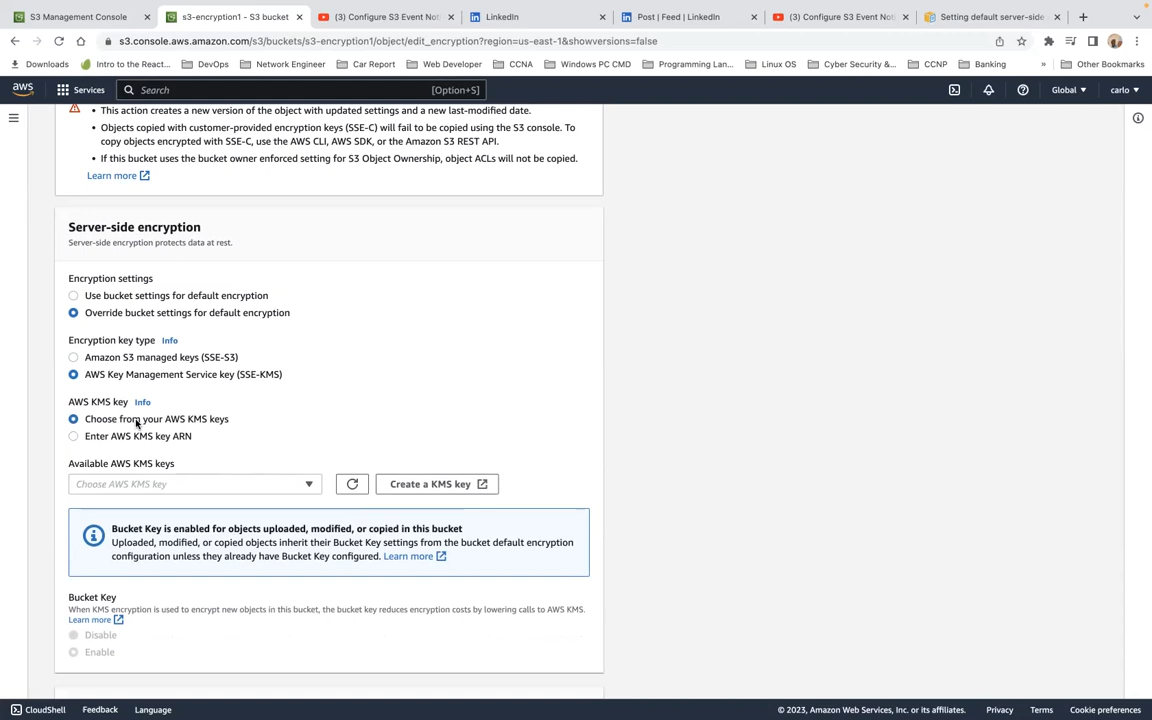 S3 Management Console
s3-encryption1 - S3 bucket
(3) Configure S3 Event Not
LinkedIn
Post | Feed | LinkedIn
(3) Configure S3 Event Not
Setting default server-side
s3.console.aws.amazon.com/s3/buckets/s3-encryption1/object/edit_encryption?region=us-east-1&showversions=false
Downloads
Intro to the React...
DevOps
Network Engineer
Car Report
Web Developer
CCNA
Windows PC CMD
Programming Lan...
Linux OS
Cyber Security &...
CCNP
Banking
»
Other Bookmarks
aws
Services
Search
[Option+S]
Global
carlo
• This action creates a new version of the object with updated settings and a new last-modified date.
• Objects copied with customer-provided encryption keys (SSE-C) will fail to be copied using the S3 console. To
copy objects encrypted with SSE-C, use the AWS CLI, AWS SDK, or the Amazon S3 REST API.
• If this bucket uses the bucket owner enforced setting for S3 Object Ownership, object ACLs will not be copied.
Learn more
Server-side encryption
Server-side encryption protects data at rest.
Encryption settings
Use bucket settings for default encryption
Override bucket settings for default encryption
Encryption key type Info
Amazon S3 managed keys (SSE-S3)
AWS Key Management Service key (SSE-KMS)
AWS KMS key Info
Choose from your AWS KMS keys
Enter AWS KMS key ARN
Available AWS KMS keys
Choose AWS KMS key
Create a KMS key
Bucket Key is enabled for objects uploaded, modified, or copied in this bucket
Uploaded, modified, or copied objects inherit their Bucket Key settings from the bucket default encryption
configuration unless they already have Bucket Key configured. Learn more
Bucket Key
When KMS encryption is used to encrypt new objects in this bucket, the bucket key reduces encryption costs by lowering calls to AWS KMS.
Learn more
Disable
Enable
CloudShell
Feedback
Language
© 2023, Amazon Web Services, Inc. or its affiliates.
Privacy
Terms
Cookie preferences